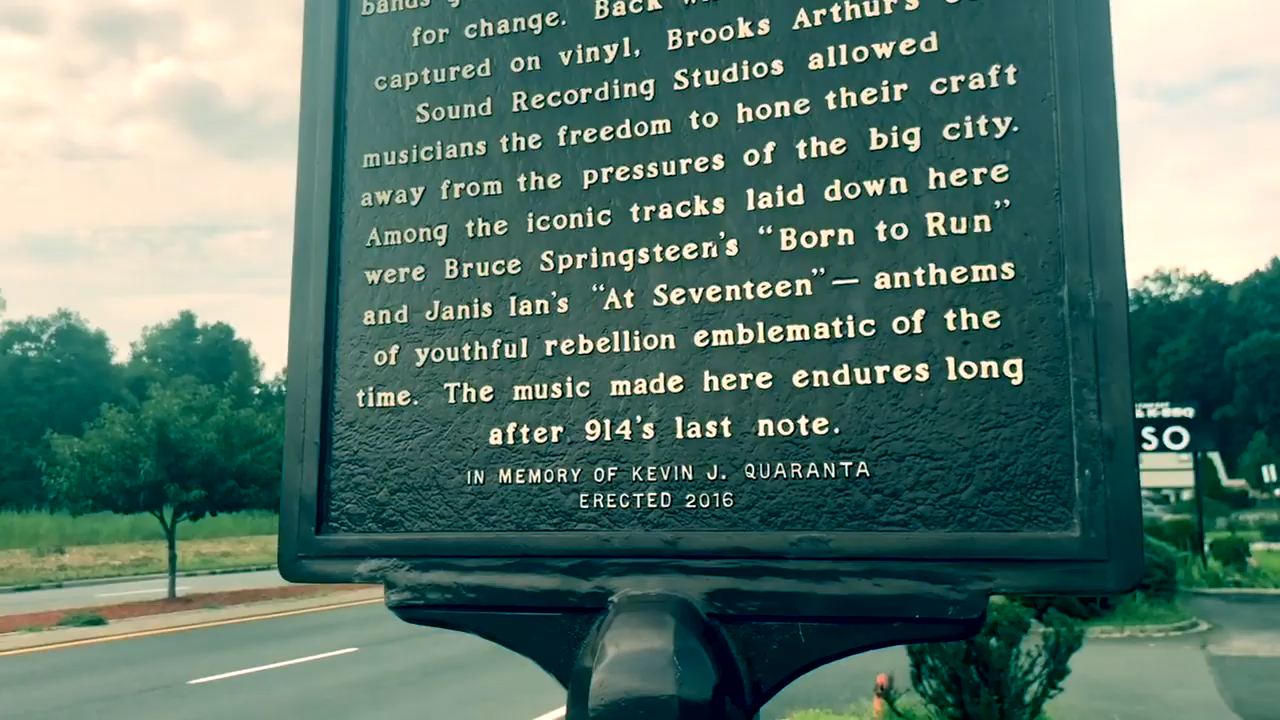 bands
for change. Back
captured on vinyl, Brooks Arthur's
Sound Recording Studios allowed
musicians the freedom to hone their craft
away from the pressures of the big city.
Among the iconic tracks laid down here
were Bruce Springsteen's “Born to Run”
and Janis Ian's “At Seventeen”— anthems
of youthful rebellion emblematic of the
time. The music made here endures long
after 914's last note.
IN MEMORY OF KEVIN J. QUARANTA
ERECTED 2016
& K-BBQ
SO